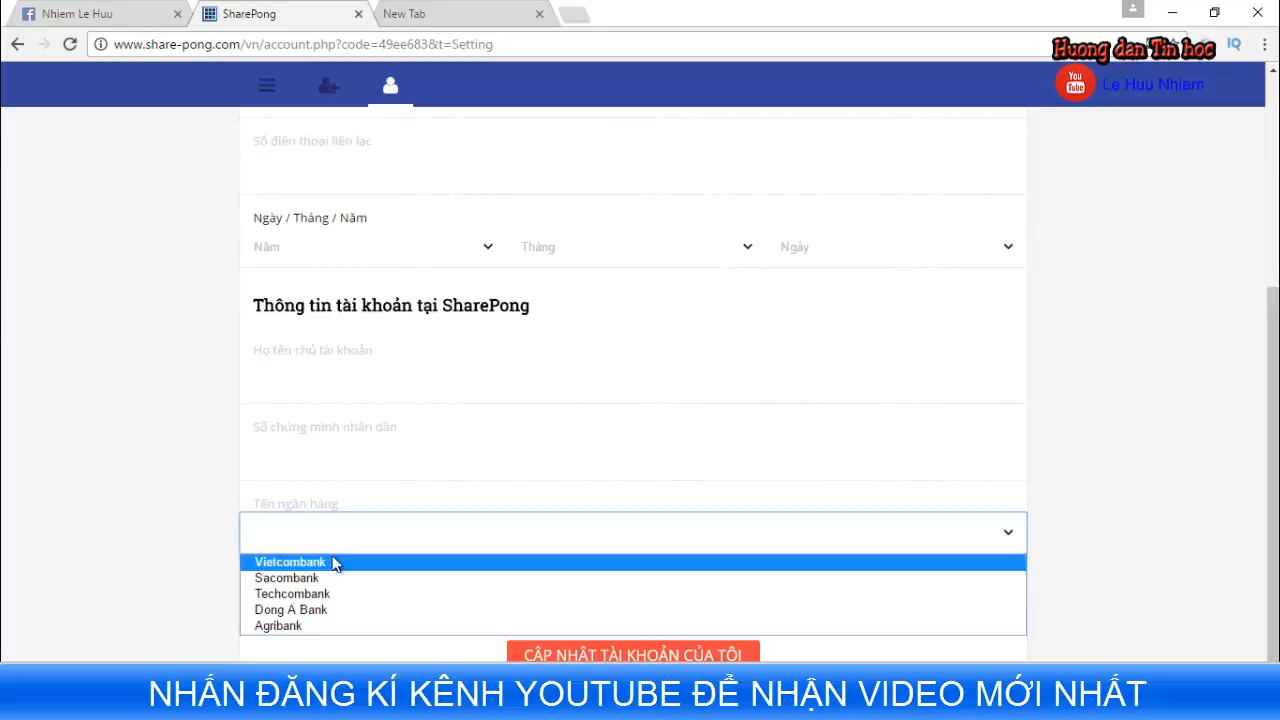 Nhiem Le Huu
SharePong
New Tab
www.share-pong.com/vn/account.php?code=49ee683&t=Setting
Huong dan Tin hoc
You Tube
Le Huu Nhiem
Số điện thoại liên lạc
Ngày / Tháng / Năm
Năm
Tháng
Ngày
Thông tin tài khoản tại SharePong
Họ tên chủ tài khoản
Số chứng minh nhân dân
Tên ngân hàng
Vietcombank
Sacombank
Techcombank
Dong A Bank
Agribank
CẬP NHẬT TÀI KHOẢN CỦA TÔI
NHẤN ĐĂNG KÍ KÊNH YOUTUBE ĐỂ NHẬN VIDEO MỚI NHẤT